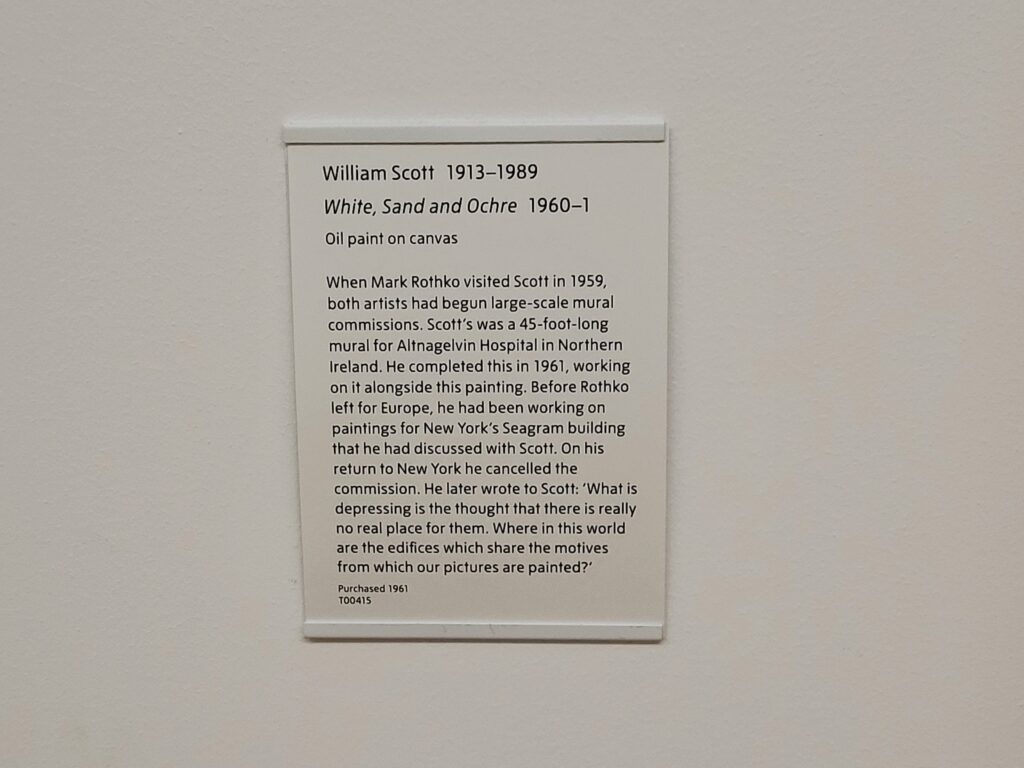 William Scott 1913–1989
White, Sand and Ochre 1960–1
Oil paint on canvas
When Mark Rothko visited Scott in 1959,
both artists had begun large-scale mural
commissions. Scott's was a 45-foot-long
mural for Altnagelvin Hospital in Northern
Ireland. He completed this in 1961, working
on it alongside this painting. Before Rothko
left for Europe, he had been working on
paintings for New York's Seagram building
that he had discussed with Scott. On his
return to New York he cancelled the
commission. He later wrote to Scott: 'What is
depressing is the thought that there is really
no real place for them. Where in this world
are the edifices which share the motives
from which our pictures are painted?'
Purchased 1961
T00415